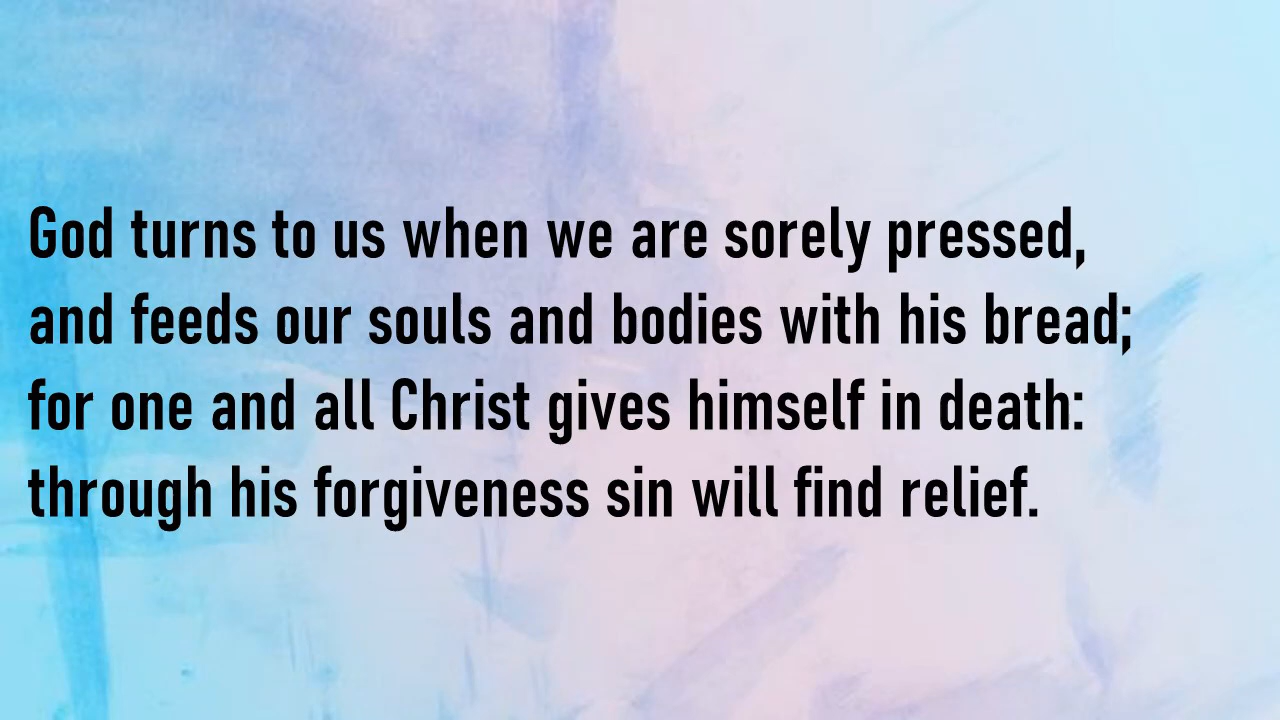 God turns to us when we are sorely pressed,
and feeds our souls and bodies with his bread;
for one and all Christ gives himself in death:
through his forgiveness sin will find relief.